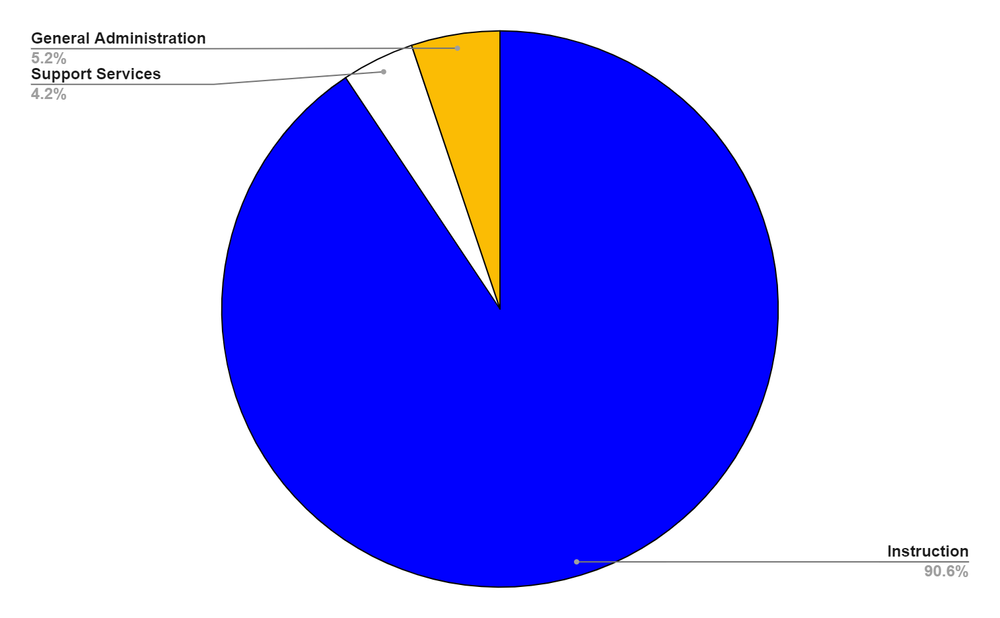 General Administration
5.2%
Support Services
4.2%
Instruction
90.6%